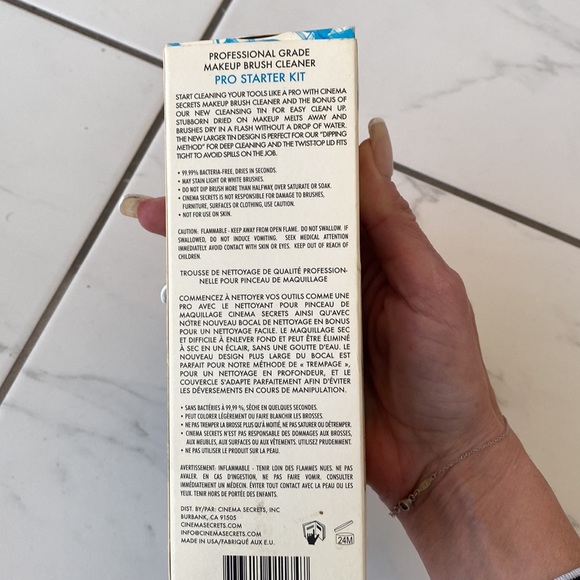 PROFESSIONAL GRADE
MAKEUP BRUSH CLEANER
PRO STARTER KIT
START CLEANING YOUR TOOLS LIKE A PRO WITH CINEMA
SECRETS MAKEUP BRUSH CLEANER AND THE BONUS OF
OUR NEW CLEANSING TIN FOR EASY CLEAN UP.
STUBBORN DRIED ON MAKEUP MELTS AWAY AND
BRUSHES DRY IN A FLASH WITHOUT A DROP OF WATER.
THE NEW LARGER TIN DESIGN IS PERFECT FOR OUR "DIPPING
METHOD" FOR DEEP CLEANING AND THE TWIST-TOP LID FITS
TIGHT TO AVOID SPILLS ON THE JOB.
• 99.99% BACTERIA-FREE, DRIES IN SECONDS.
• MAY STAIN LIGHT OR WHITE BRUSHES.
• DO NOT DIP BRUSH MORE THAN HALFWAY, OVER SATURATE OR SOAK.
• CINEMA SECRETS IS NOT RESPONSIBLE FOR DAMAGE TO BRUSHES,
FURNITURE, SURFACES OR CLOTHING, USE CAUTION.
• NOT FOR USE ON SKIN.
CAUTION: FLAMMABLE - KEEP AWAY FROM OPEN FLAME. DO NOT SWALLOW. IF
SWALLOWED, DO NOT INDUCE VOMITING. SEEK MEDICAL ATTENTION
IMMEDIATELY AVOID CONTACT WITH SKIN OR EYES. KEEP OUT OF REACH OF
CHILDREN.
TROUSSE DE NETTOYAGE DE QUALITÉ PROFESSION-
NELLE POUR PINCEAU DE MAQUILLAGE
COMMENCEZ À NETTOYER VOS OUTILS COMME UNE
PRO AVEC LE NETTOYANT POUR PINCEAU DE
MAQUILLAGE CINEMA SECRETS AINSI QU'AVEC
NOTRE NOUVEAU BOCAL DE NETTOYAGE EN BONUS
POUR UN NETTOYAGE FACILE. LE MAQUILLAGE SEC
ET DIFFICILE À ENLEVER FOND ET PEUT ÊTRE ÉLIMINÉ
À SEC EN UN ÉCLAIR, SANS UNE GOUTTE D'EAU. LE
NOUVEAU DESIGN PLUS LARGE DU BOCAL EST
PARFAIT POUR NOTRE MÉTHODE DE « TREMPAGE »,
POUR UN NETTOYAGE EN PROFONDEUR, ET LE
COUVERCLE S'ADAPTE PARFAITEMENT AFIN D'ÉVITER
LES DÉVERSEMENTS EN COURS DE MANIPULATION.
• SANS BACTÉRIES À 99,99 %, SÈCHE EN QUELQUES SECONDES.
• PEUT COLORER LÉGÈREMENT OU FAIRE BLANCHIR LES BROSSES.
• NE PAS TREMPER LA BROSSE PLUS QU'À MOITIÉ, NE PAS SATURER OU DÉTREMPER.
• CINEMA SECRETS N'EST PAS RESPONSABLE DES DOMMAGES AUX BROSSES,
AUX MEUBLES, AUX SURFACES OU AUX VÊTEMENTS. UTILISEZ PRUDEMMENT.
• NE PAS UTILISER LE PRODUIT SUR LA PEAU.
AVERTISSEMENT: INFLAMMABLE - TENIR LOIN DES FLAMMES NUES. NE PAS
AVALER. EN CAS D'INGESTION, NE PAS FAIRE VOMIR. CONSULTER
IMMÉDIATEMENT UN MÉDECIN. ÉVITER TOUT CONTACT AVEC LA PEAU OU LES
YEUX. TENIR HORS DE PORTÉE DES ENFANTS.
DIST. BY/PAR: CINEMA SECRETS, INC
BURBANK, CA 91505
CINEMASECRETS.COM
INFO@CINEMASECRETS.COM
MADE IN USA/FABRIQUÉ AUX É.U.
24M